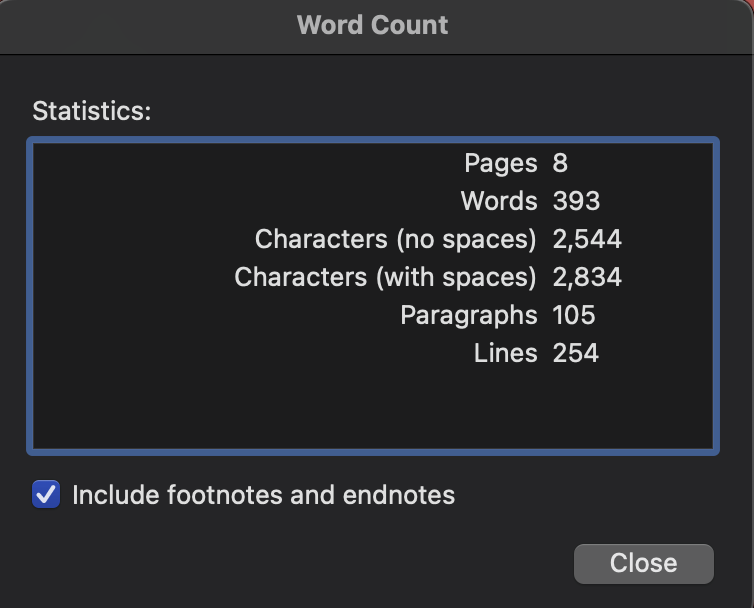 Word Count
Statistics:
Pages 8
Words 393
Characters (no spaces) 2,544
Characters (with spaces) 2,834
Paragraphs 105
Lines 254
Include footnotes and endnotes
Close